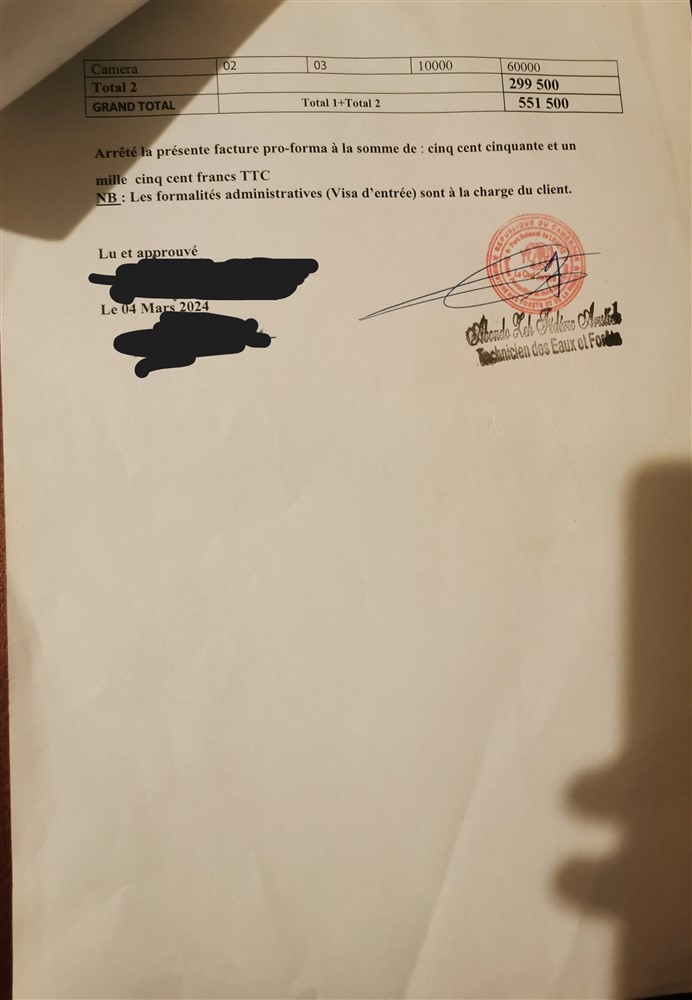 Camera 02 03 10000 60000
Total 2 299 500
GRAND TOTAL Total 1+Total 2 551 500
Arrêté la présente facture pro-forma à la somme de : cinq cent cinquante et un
mille cinq cent francs TTC
NB : Les formalités administratives (Visa d'entrée) sont à la charge du client.
Lu et approuvé
Le 04 Mars 2024
REPUBLIQUE DU CAMEROUN
Technicien des Eaux et Forêts